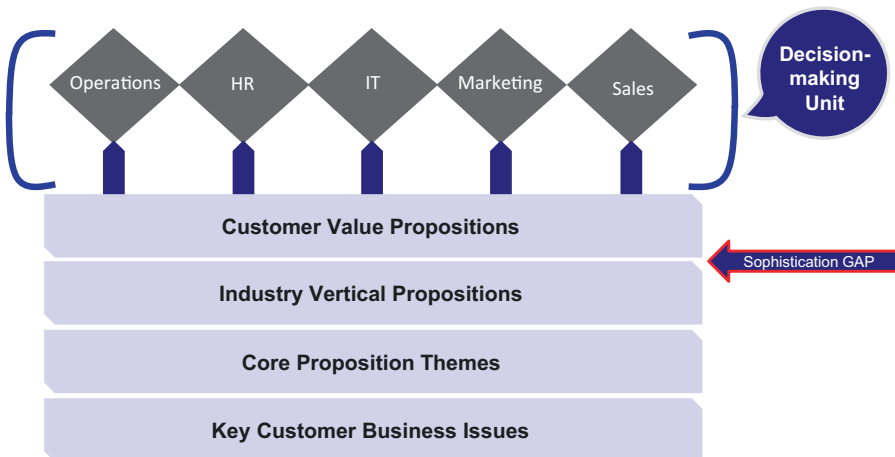 Operations
HR
IT
Marketing
Sales
Decision-
making
Unit
Customer Value Propositions
Sophistication GAP
Industry Vertical Propositions
Core Proposition Themes
Key Customer Business Issues